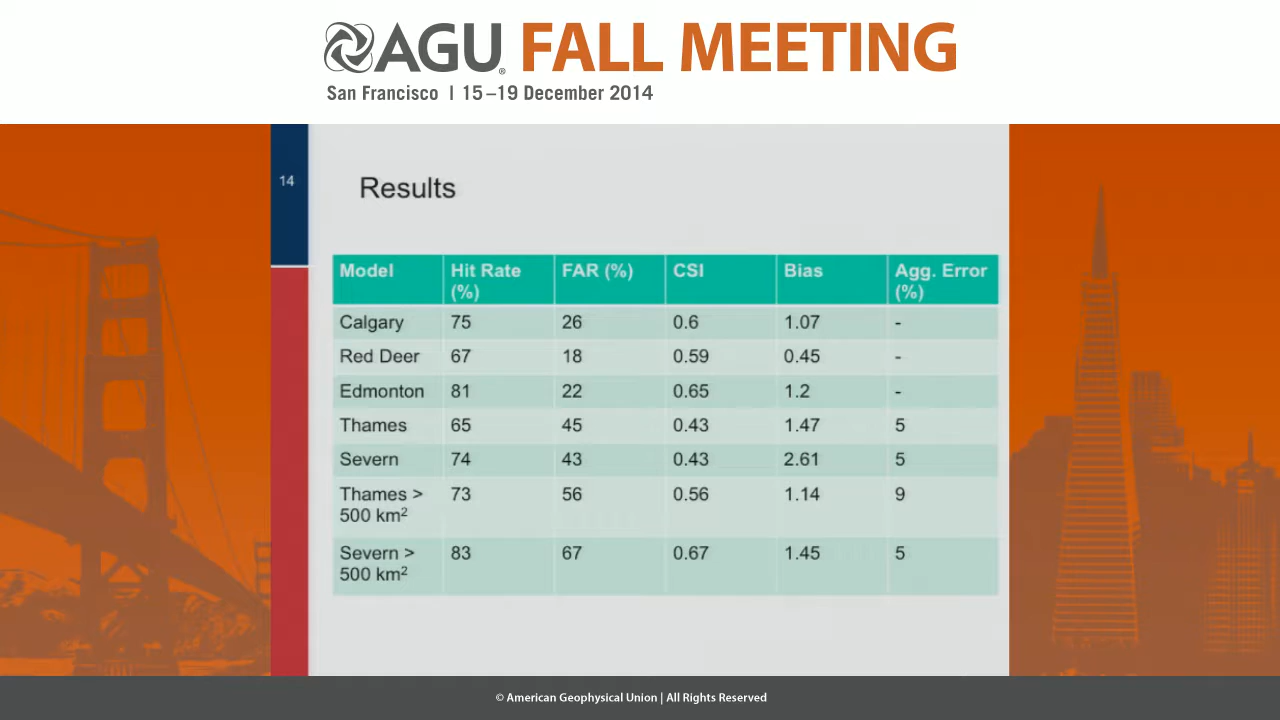 AGU® FALL MEETING
San Francisco | 15–19 December 2014
14
Results
Model Hit Rate (%) FAR (%) CSI Bias Agg. Error (%)
Calgary 75 26 0.6 1.07 -
Red Deer 67 18 0.59 0.45 -
Edmonton 81 22 0.65 1.2 -
Thames 65 45 0.43 1.47 5
Severn 74 43 0.43 2.61 5
Thames > 500 km² 73 56 0.56 1.14 9
Severn > 500 km² 83 67 0.67 1.45 5
© American Geophysical Union | All Rights Reserved